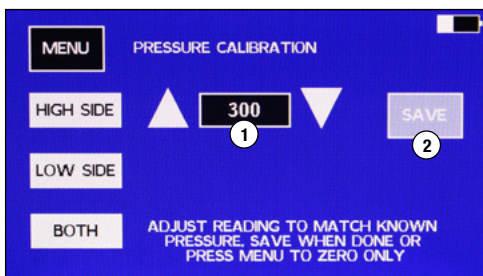 MENU
PRESSURE CALIBRATION
HIGH SIDE
300
1
SAVE
2
LOW SIDE
BOTH
ADJUST READING TO MATCH KNOWN
PRESSURE, SAVE WHEN DONE OR
PRESS MENU TO ZERO ONLY